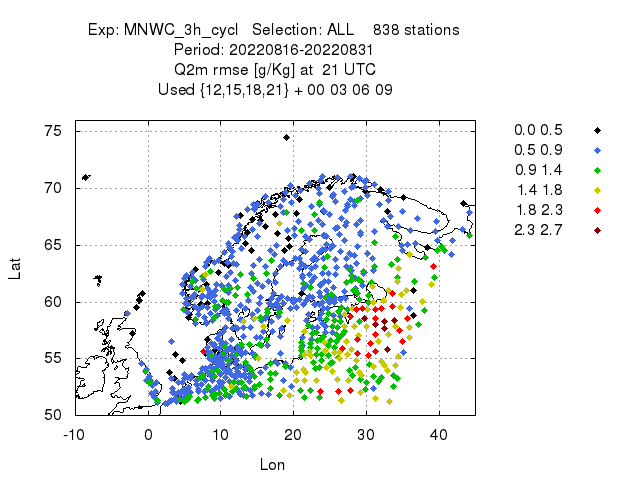 Exp: MNWC_3h_cycl   Selection: ALL    838 stations
Period: 20220816-20220831
Q2m rmse [g/Kg] at  21 UTC
Used {12,15,18,21} + 00 03 06 09
75
70
65
60
55
50
Lat
-10 0 10 20 30 40
Lon
0.0 0.5
0.5 0.9
0.9 1.4
1.4 1.8
1.8 2.3
2.3 2.7